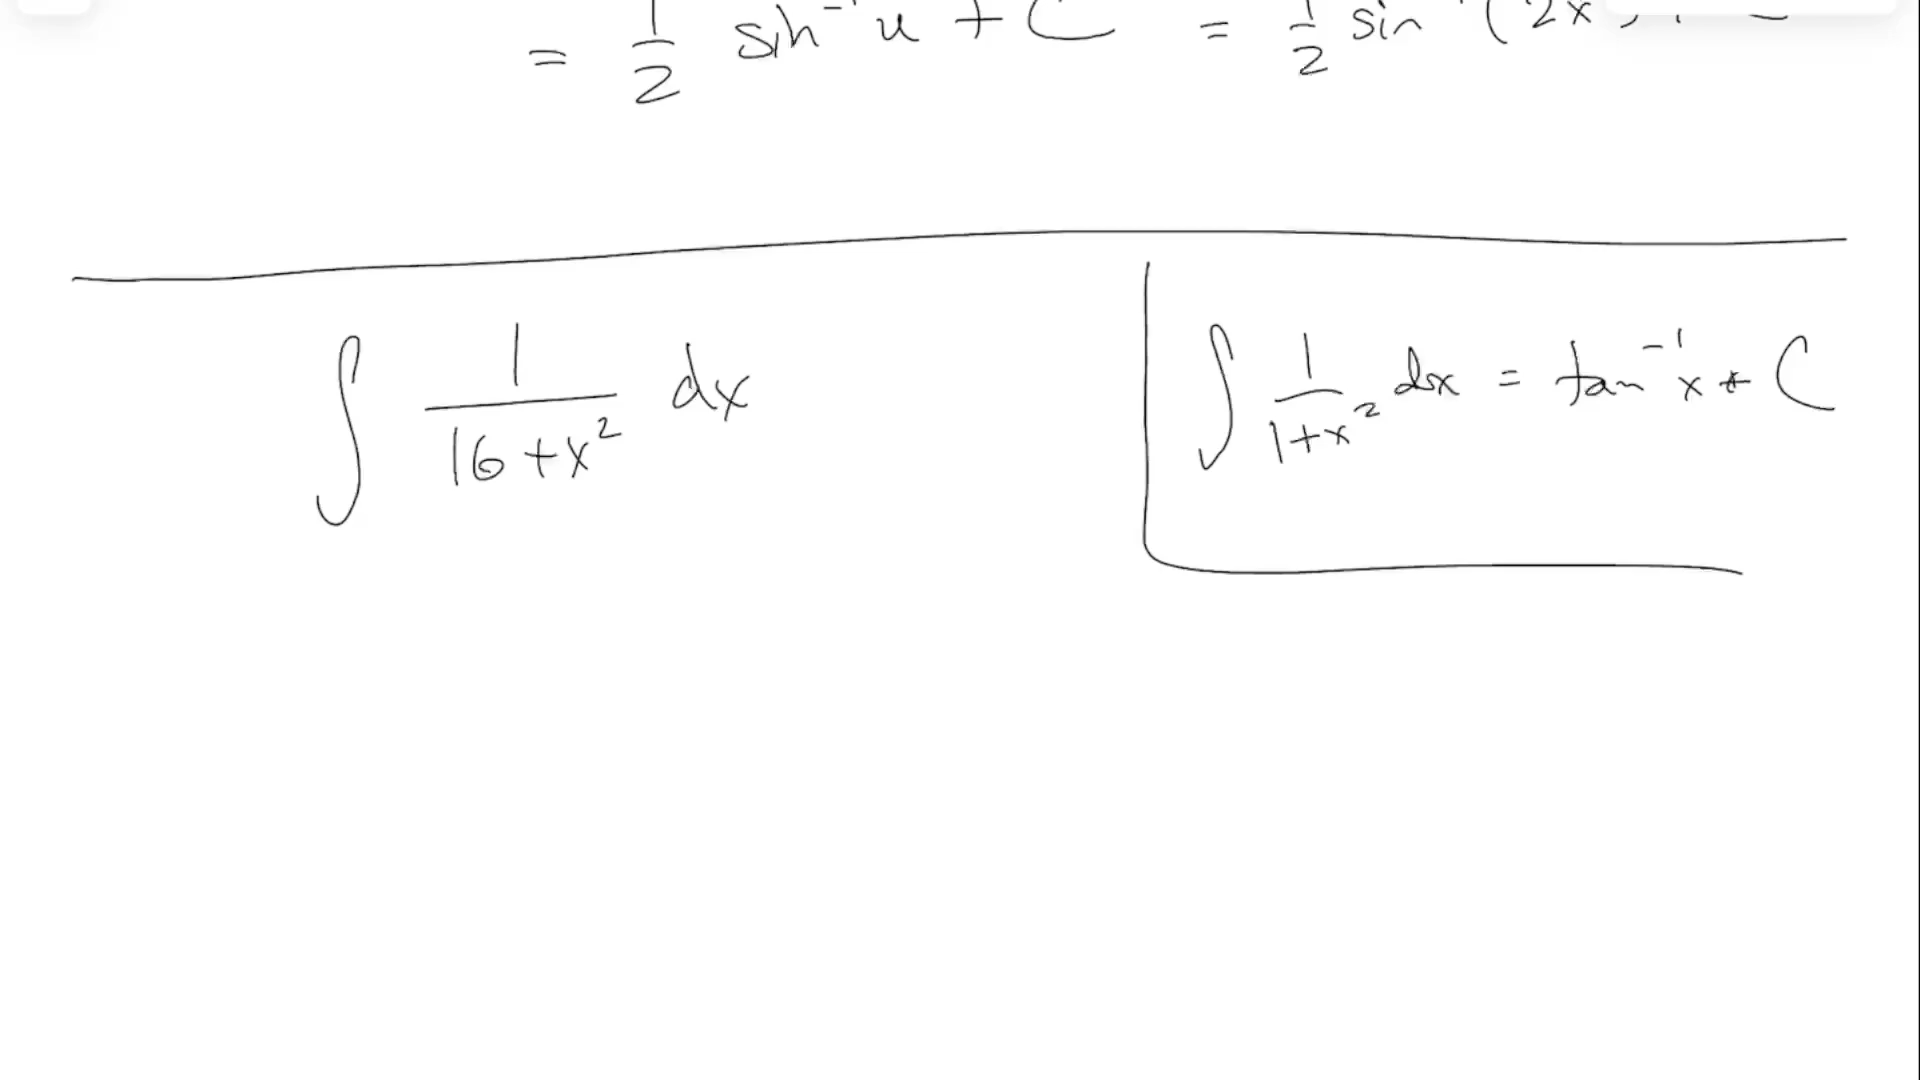 = 1/2 sin⁻¹ u + C = 1/2 sin⁻¹ (2x) + C
∫ 1/(16+x²) dx
∫ 1/(1+x²) dx = tan⁻¹ x + C